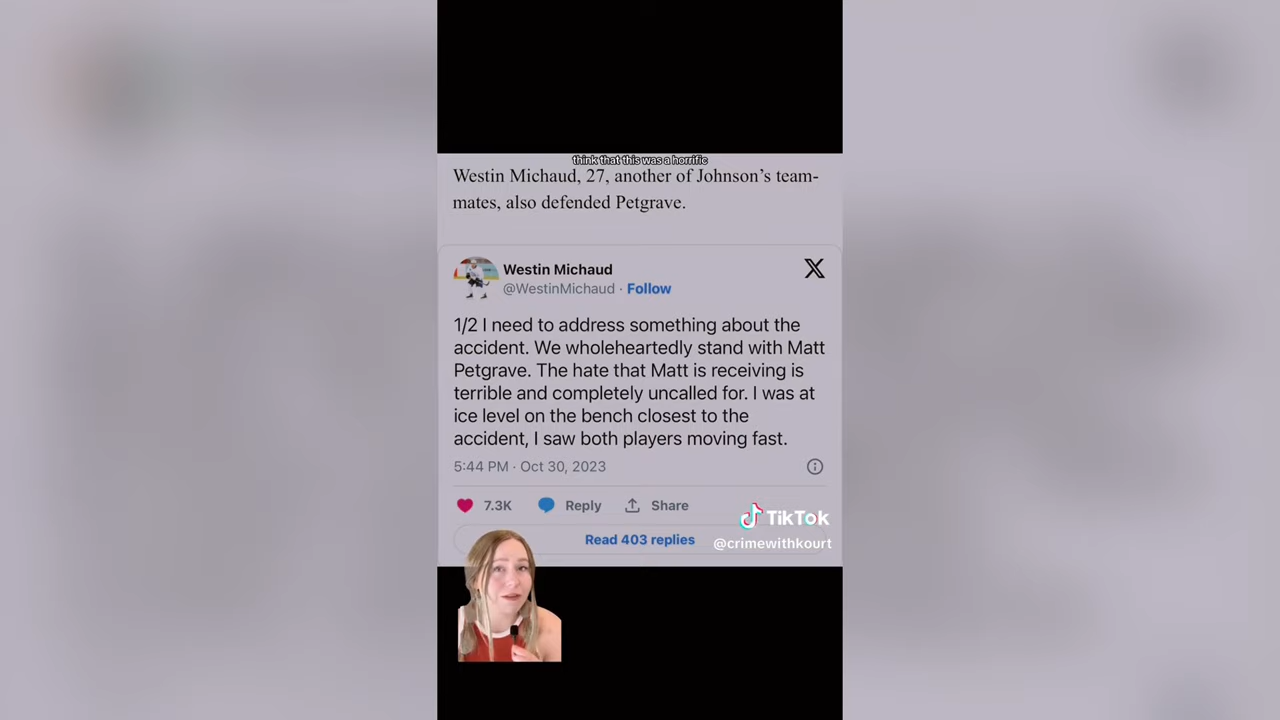 think that this was a horrific
Westin Michaud, 27, another of Johnson's team-
mates, also defended Petgrave.
Westin Michaud
@WestinMichaud · Follow
1/2 I need to address something about the
accident. We wholeheartedly stand with Matt
Petgrave. The hate that Matt is receiving is
terrible and completely uncalled for. I was at
ice level on the bench closest to the
accident, I saw both players moving fast.
5:44 PM · Oct 30, 2023
7.3K Reply Share
Read 403 replies
TikTok
@crimewithkourt